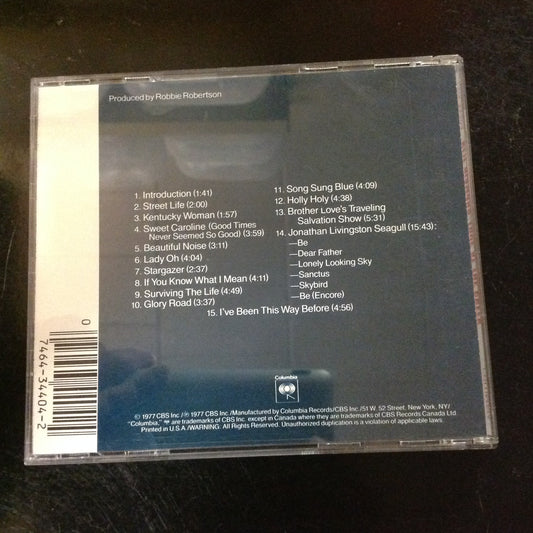 Produced by Robbie Robertson
1. Introduction (1:41)
2. Street Life (2:00)
3. Kentucky Woman (1:57)
4. Sweet Caroline (Good Times
Never Seemed So Good) (3:59)
5. Beautiful Noise (3:11)
6. Lady Oh (4:04)
7. Stargazer (2:37)
8. If You Know What I Mean (4:11)
9. Surviving The Life (4:49)
10. Glory Road (3:37)
11. Song Sung Blue (4:09)
12. Holly Holy (4:38)
13. Brother Love's Traveling
Salvation Show (5:31)
14. Jonathan Livingston Seagull (15:43):
—Be
—Dear Father
—Lonely Looking Sky
—Sanctus
—Skybird
—Be (Encore)
15. I've Been This Way Before (4:56)
0
7464-34404-2
Columbia
© 1977 CBS Inc./℗ 1977 CBS Inc./Manufactured by Columbia Records/CBS Inc./51 W. 52 Street, New York, NY/
"Columbia," are trademarks of CBS Inc. except in Canada where they are trademarks of CBS Records Canada Ltd.
Printed in U.S.A./WARNING: All Rights Reserved. Unauthorized duplication is a violation of applicable laws.